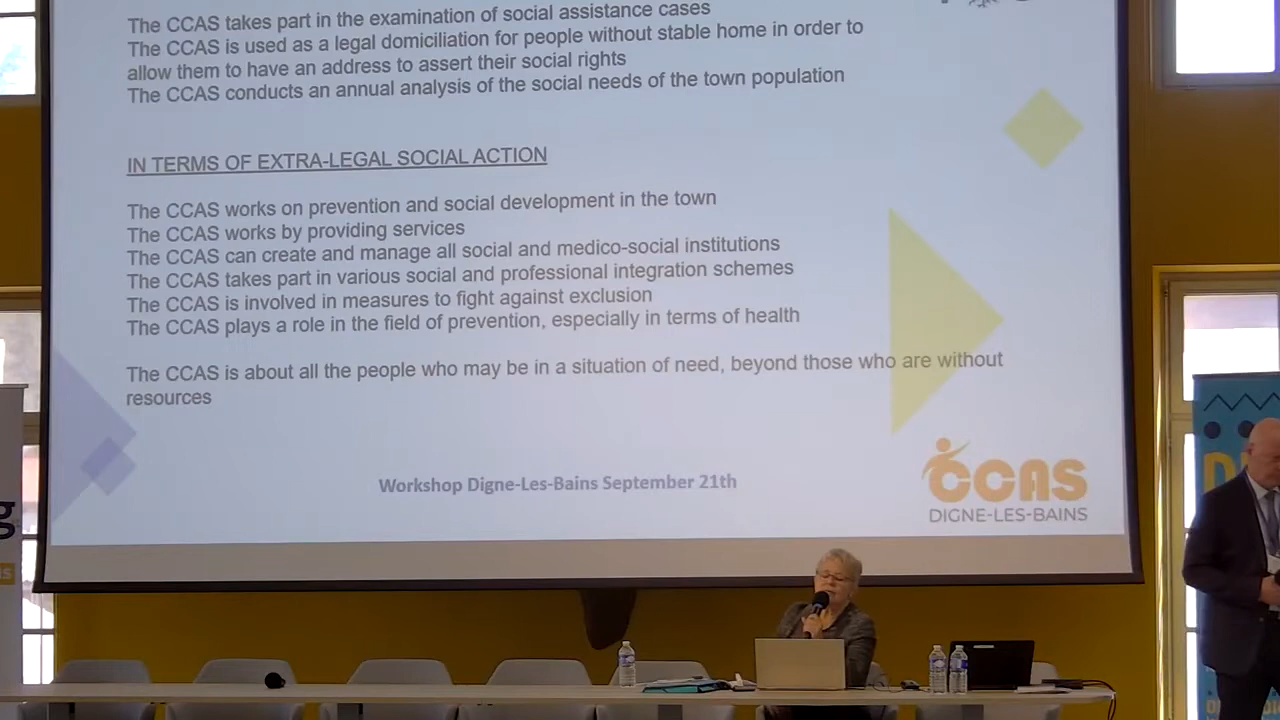 The CCAS takes part in the examination of social assistance cases
The CCAS is used as a legal domiciliation for people without stable home in order to
allow them to have an address to assert their social rights
The CCAS conducts an annual analysis of the social needs of the town population
IN TERMS OF EXTRA-LEGAL SOCIAL ACTION
The CCAS works on prevention and social development in the town
The CCAS works by providing services
The CCAS can create and manage all social and medico-social institutions
The CCAS takes part in various social and professional integration schemes
The CCAS is involved in measures to fight against exclusion
The CCAS plays a role in the field of prevention, especially in terms of health
The CCAS is about all the people who may be in a situation of need, beyond those who are without
resources
Workshop Digne-Les-Bains September 21th
CCAS
DIGNE-LES-BAINS